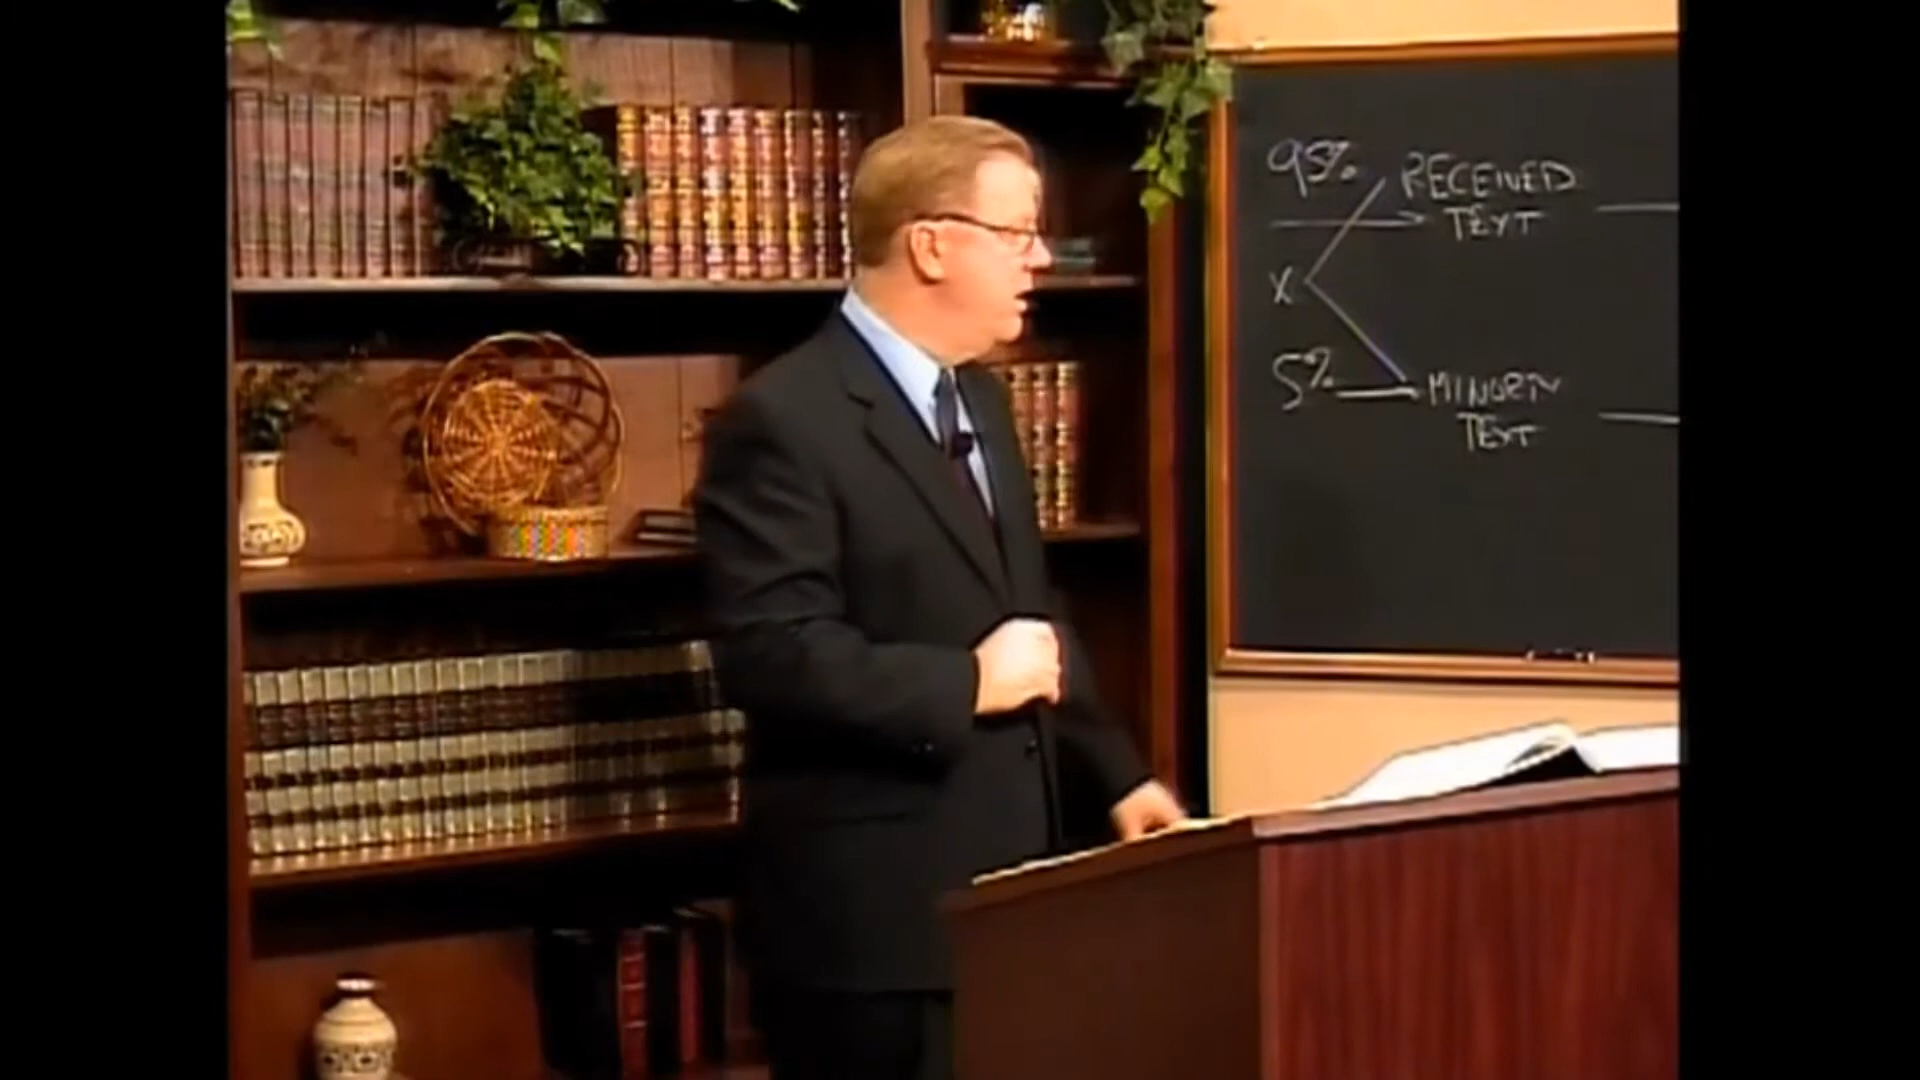 95% RECEIVED
TEXT
X
5% MINORITY
TEXT